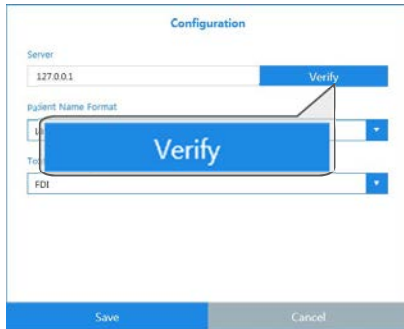 Configuration
Server
127.0.0.1 Verify
Patient Name Format
Verify
FDI
Save Cancel